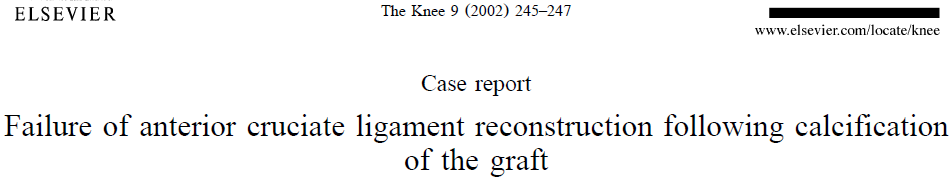 ELSEVIER
The Knee 9 (2002) 245–247
www.elsevier.com/locate/knee
Case report
Failure of anterior cruciate ligament reconstruction following calcification
of the graft